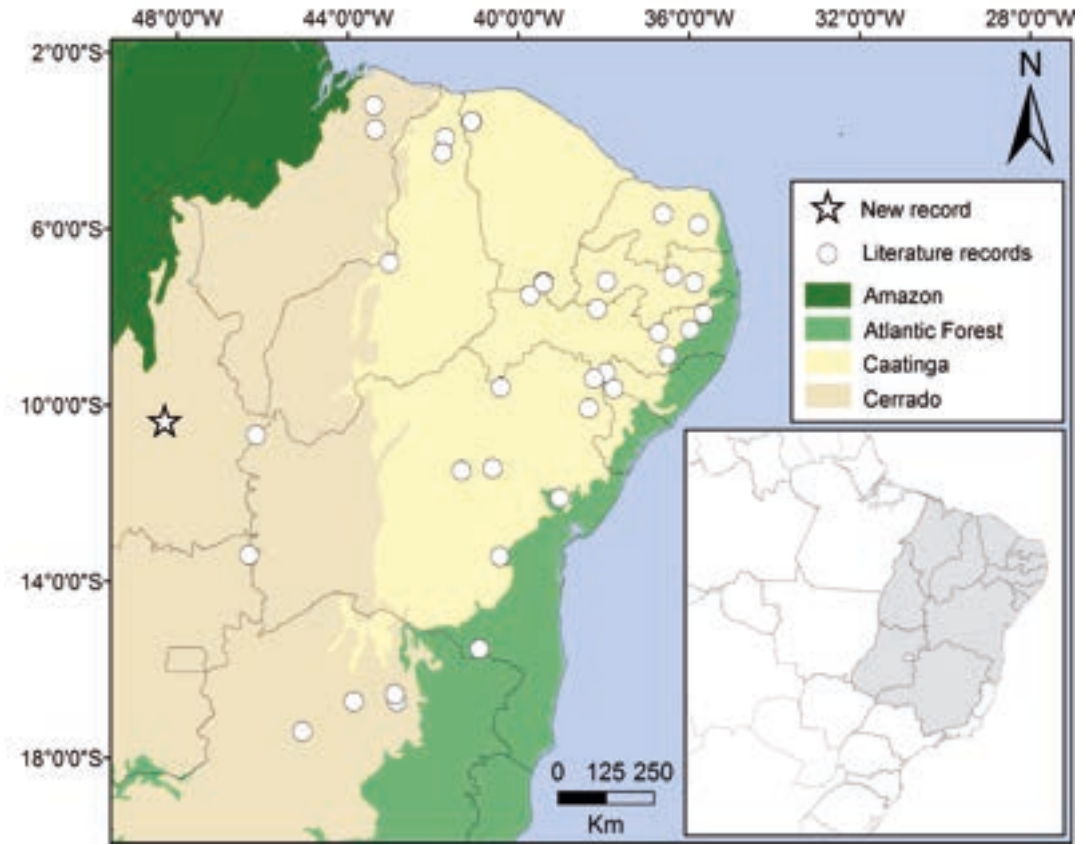 48°0'0"W 44°0'0"W 40°0'0"W 36°0'0"W 32°0'0"W 28°0'0"W
2°0'0"S
N
6°0'0"S
New record
Literature records
Amazon
Atlantic Forest
Caatinga
Cerrado
10°0'0"S
14°0'0"S
18°0'0"S
0 125 250
Km